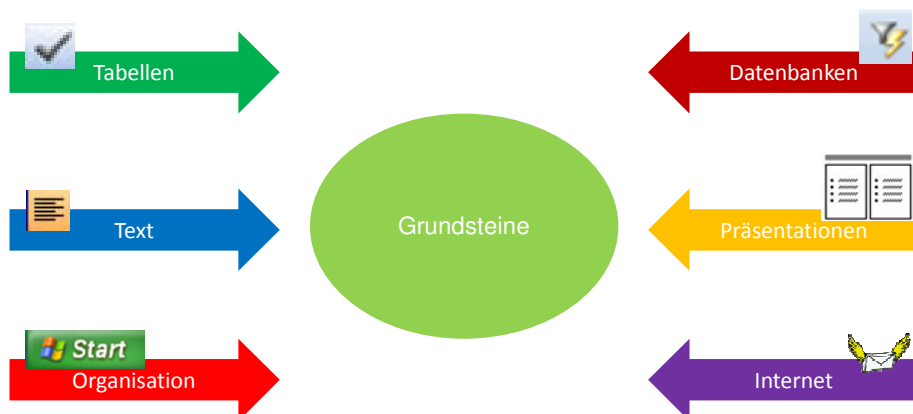 Tabellen
Datenbanken
Text
Grundsteine
Präsentationen
Start
Organisation
Internet